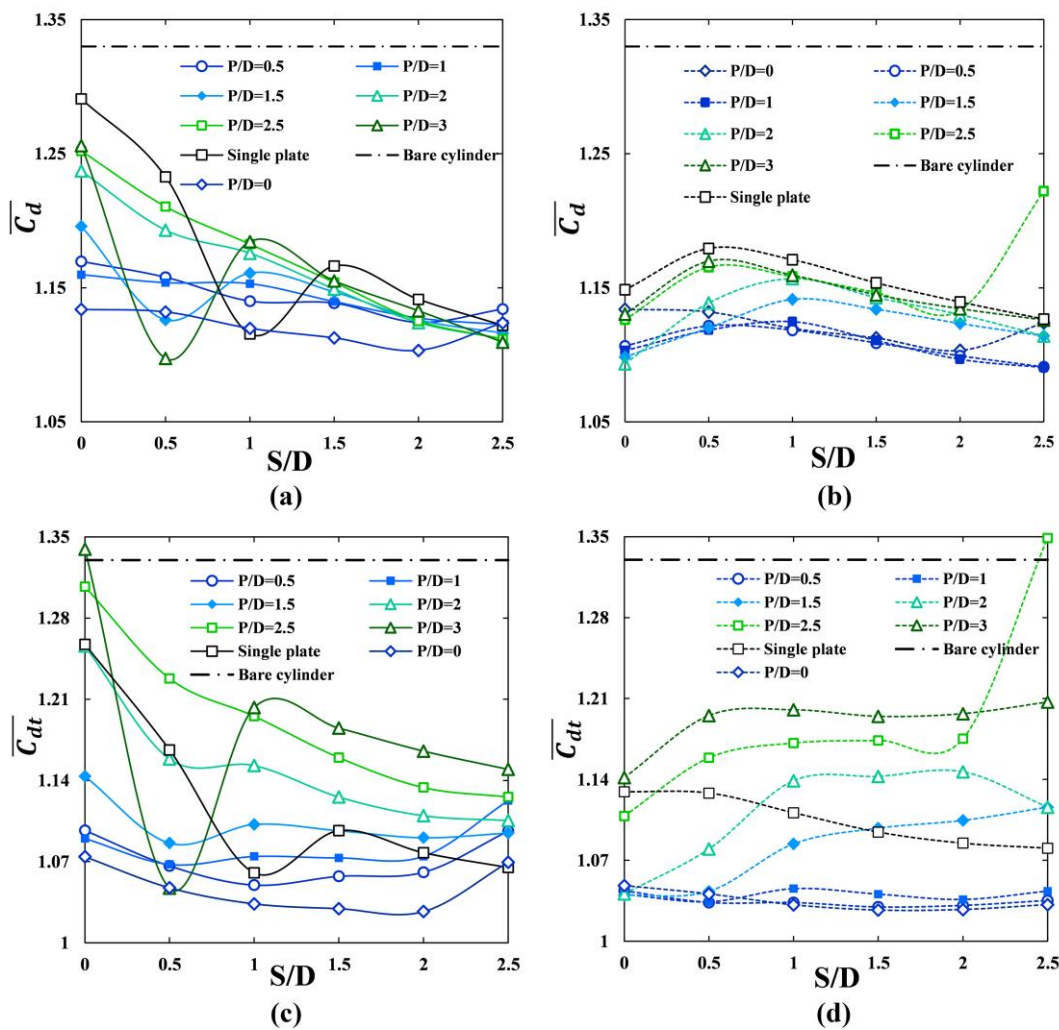 1.35
1.25
1.15
1.05
C̅d̅
P/D=0.5 P/D=1
P/D=1.5 P/D=2
P/D=2.5 P/D=3
Single plate Bare cylinder
P/D=0
0 0.5 1 1.5 2 2.5
S/D
(a)
1.35
1.25
1.15
1.05
C̅d̅
P/D=0 P/D=0.5
P/D=1 P/D=1.5
P/D=2 P/D=2.5
P/D=3 Bare cylinder
Single plate
0 0.5 1 1.5 2 2.5
S/D
(b)
1.35
1.28
1.21
1.14
1.07
1
C̅d̅t̅
P/D=0.5 P/D=1
P/D=1.5 P/D=2
P/D=2.5 P/D=3
Single plate P/D=0
Bare cylinder
0 0.5 1 1.5 2 2.5
S/D
(c)
1.35
1.28
1.21
1.14
1.07
1
C̅d̅t̅
P/D=0.5 P/D=1
P/D=1.5 P/D=2
P/D=2.5 P/D=3
Single plate Bare cylinder
P/D=0
0 0.5 1 1.5 2 2.5
S/D
(d)